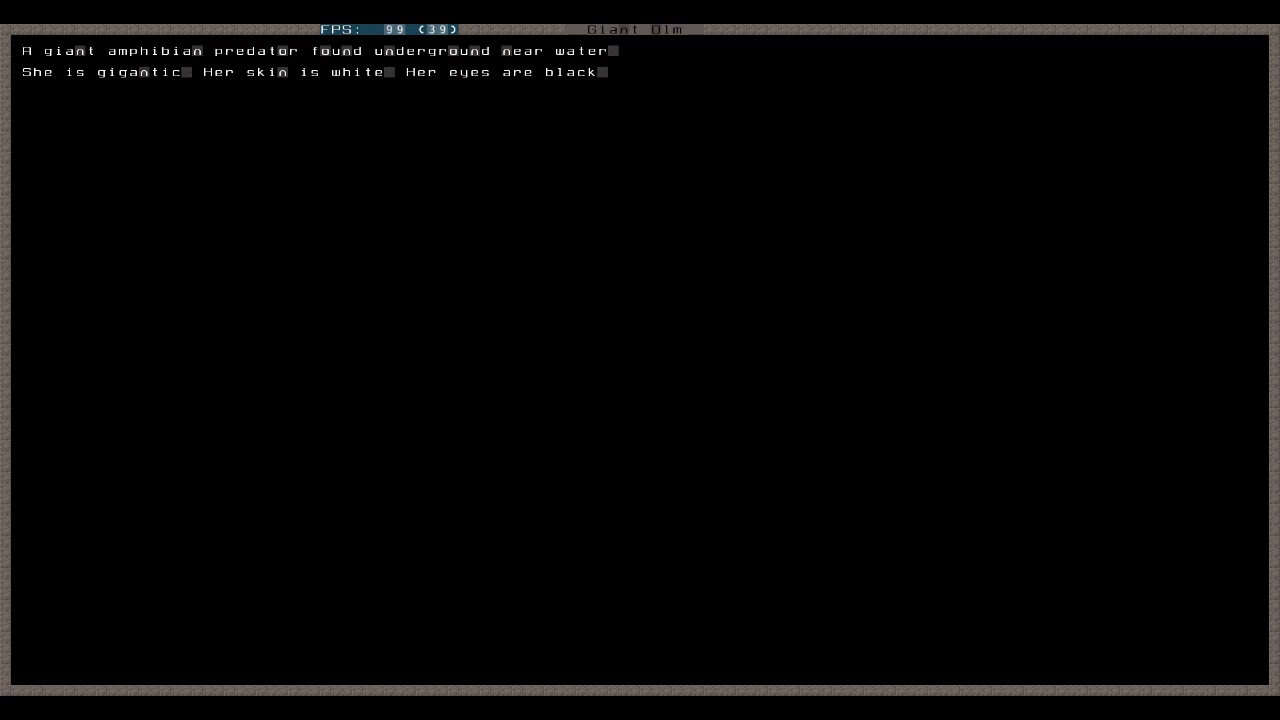 FPS: 99 (39) Giant Olm
A giant amphibian predator found underground near water.
She is gigantic. Her skin is white. Her eyes are black.